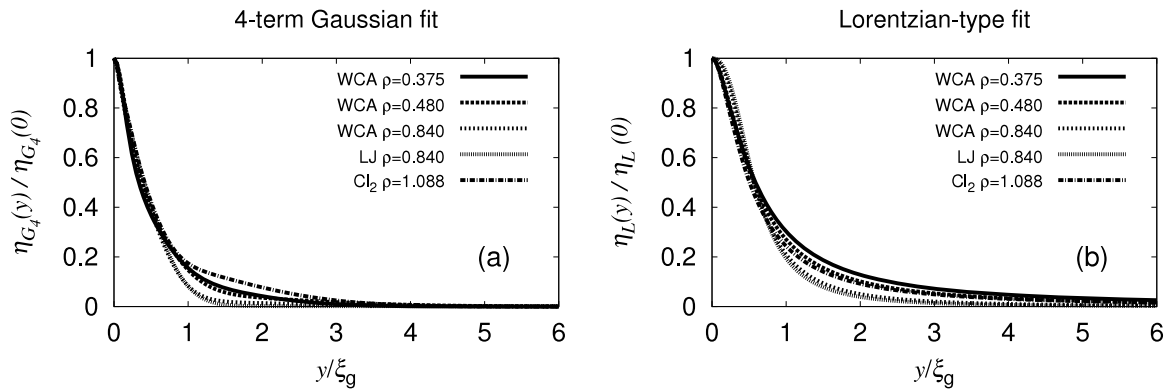 4-term Gaussian fit
η_{G_4}(y) / η_{G_4}(0)
1
0.8
0.6
0.4
0.2
0
WCA ρ=0.375
WCA ρ=0.480
WCA ρ=0.840
LJ ρ=0.840
Cl₂ ρ=1.088
(a)
0 1 2 3 4 5 6
y/ξ_g
Lorentzian-type fit
η_L(y) / η_L(0)
1
0.8
0.6
0.4
0.2
0
WCA ρ=0.375
WCA ρ=0.480
WCA ρ=0.840
LJ ρ=0.840
Cl₂ ρ=1.088
(b)
0 1 2 3 4 5 6
y/ξ_g